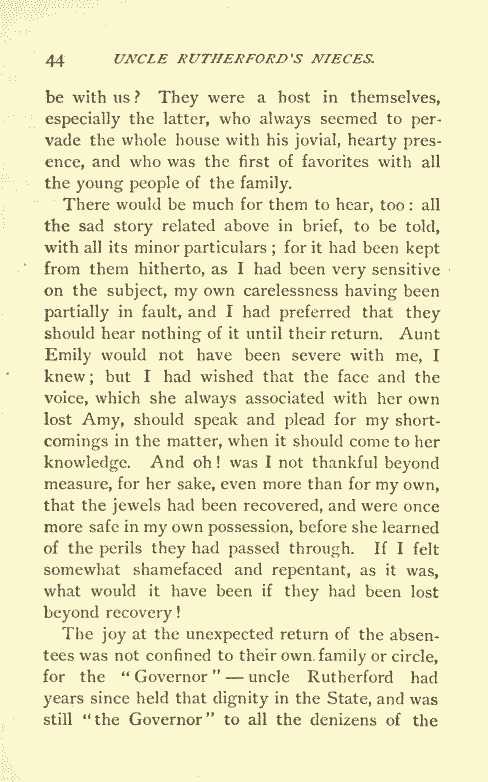 44 UNCLE RUTHERFORD'S NIECES.
be with us? They were a host in themselves,
especially the latter, who always seemed to per-
vade the whole house with his jovial, hearty pres-
ence, and who was the first of favorites with all
the young people of the family.
There would be much for them to hear, too: all
the sad story related above in brief, to be told,
with all its minor particulars; for it had been kept
from them hitherto, as I had been very sensitive
on the subject, my own carelessness having been
partially in fault, and I had preferred that they
should hear nothing of it until their return. Aunt
Emily would not have been severe with me, I
knew; but I had wished that the face and the
voice, which she always associated with her own
lost Amy, should speak and plead for my short-
comings in the matter, when it should come to her
knowledge. And oh! was I not thankful beyond
measure, for her sake, even more than for my own,
that the jewels had been recovered, and were once
more safe in my own possession, before she learned
of the perils they had passed through. If I felt
somewhat shamefaced and repentant, as it was,
what would it have been if they had been lost
beyond recovery!
The joy at the unexpected return of the absen-
tees was not confined to their own family or circle,
for the "Governor" — uncle Rutherford had
years since held that dignity in the State, and was
still "the Governor" to all the denizens of the